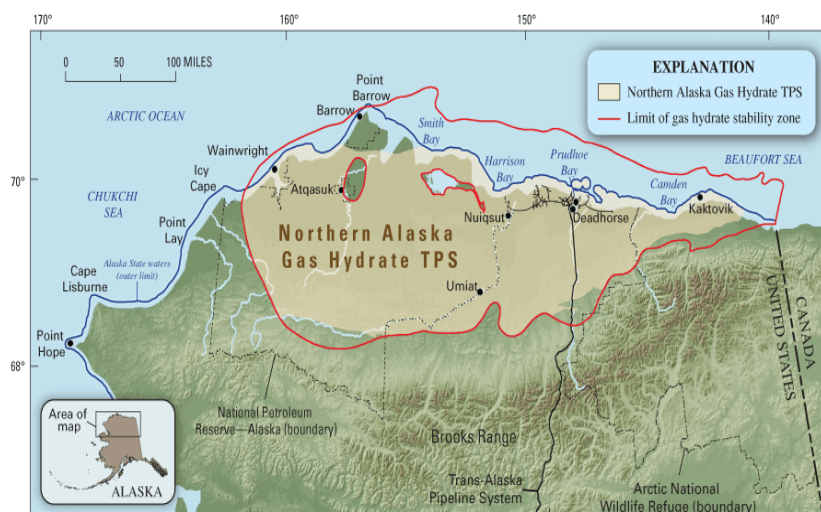 170°
160°
150°
140°
0
50
100 MILES
ARCTIC OCEAN
Point
Barrow
Barrow
Smith
Bay
EXPLANATION
Northern Alaska Gas Hydrate TPS
Limit of gas hydrate stability zone
Wainwright
Harrison
Bay
Prudhoe
Bay
BEAUFORT SEA
Icy
Cape
70°
Atqasuk
Camden
Bay
Kaktovik
CHUKCHI
SEA
Nuiqsut
Deadhorse
Point
Lay
Northern Alaska
Gas Hydrate TPS
Alaska State waters
(outer limit)
Cape
Lisburne
Umiat
CANADA
UNITED STATES
Point
Hope
68°
Area of
map
ALASKA
National Petroleum
Reserve—Alaska (boundary)
Brooks Range
Trans-Alaska
Pipeline System
Arctic National
Wildlife Refuge (boundary)